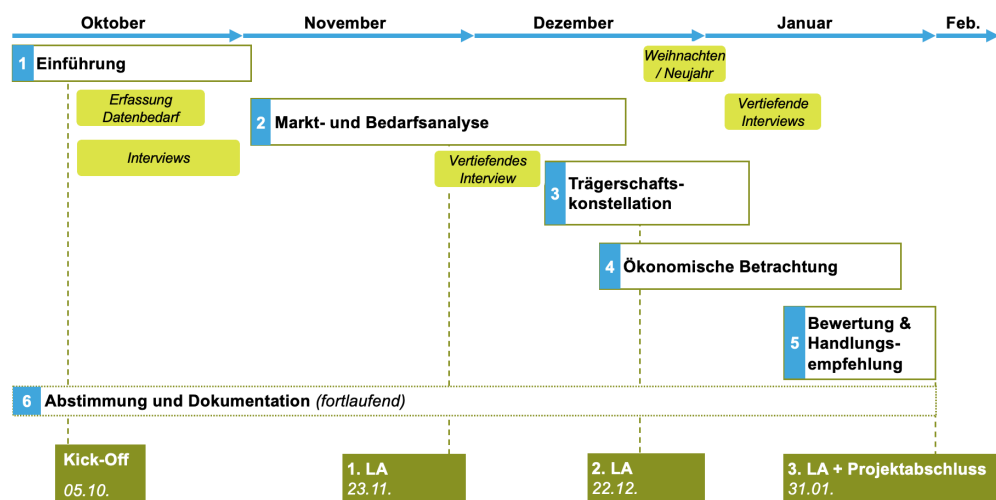 Oktober
November
Dezember
Januar
Feb.
1 Einführung
Weihnachten
/ Neujahr
Erfassung
Datenbedarf
2 Markt- und Bedarfsanalyse
Vertiefende
Interviews
Interviews
Vertiefendes
Interview
3 Trägerschafts-
konstellation
4 Ökonomische Betrachtung
5 Bewertung &
Handlungs-
empfehlung
6 Abstimmung und Dokumentation (fortlaufend)
Kick-Off
05.10.
1. LA
23.11.
2. LA
22.12.
3. LA + Projektabschluss
31.01.